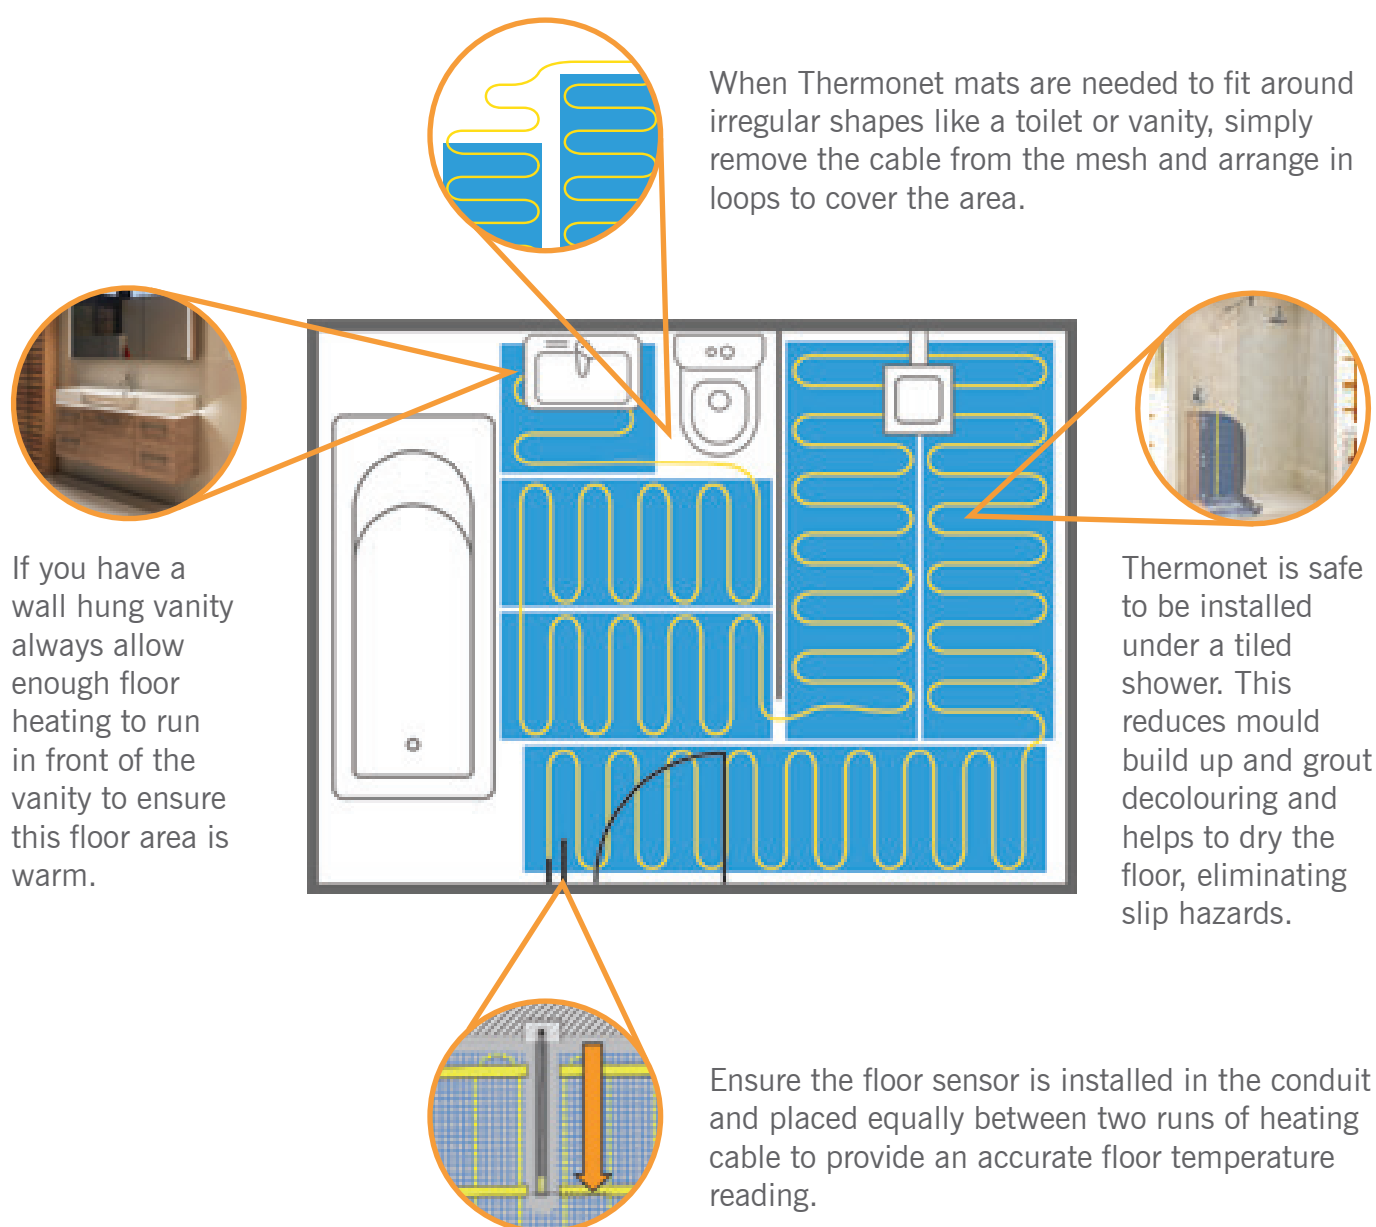 When Thermonet mats are needed to fit around
irregular shapes like a toilet or vanity, simply
remove the cable from the mesh and arrange in
loops to cover the area.
If you have a
wall hung vanity
always allow
enough floor
heating to run
in front of the
vanity to ensure
this floor area is
warm.
Thermonet is safe
to be installed
under a tiled
shower. This
reduces mould
build up and grout
decolouring and
helps to dry the
floor, eliminating
slip hazards.
Ensure the floor sensor is installed in the conduit
and placed equally between two runs of heating
cable to provide an accurate floor temperature
reading.